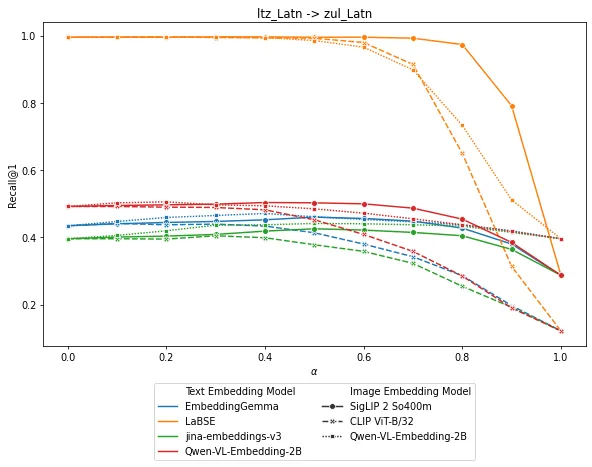 ltz_Latn -> zul_Latn
Recall@1
1.0
0.8
0.6
0.4
0.2
0.0 0.2 0.4 0.6 0.8 1.0
α
Text Embedding Model
EmbeddingGemma
LaBSE
jina-embeddings-v3
Qwen-VL-Embedding-2B
Image Embedding Model
SigLIP 2 So400m
CLIP ViT-B/32
Qwen-VL-Embedding-2B